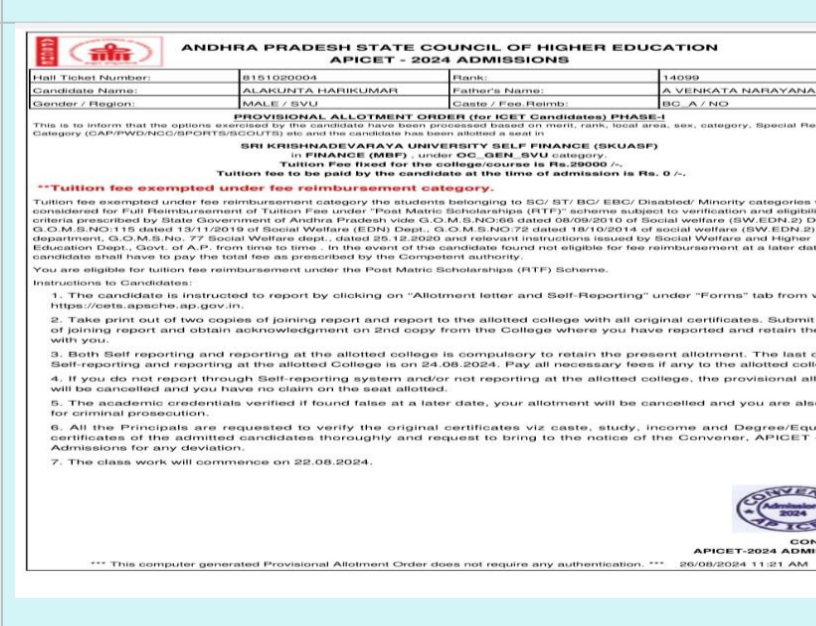 ANDHRA PRADESH STATE COUNCIL OF HIGHER EDUCATION
APICET - 2024 ADMISSIONS
Hall Ticket Number: 8151020004 Rank: 14099
Candidate Name: ALAKUNTA HARIKUMAR Father's Name: A VENKATA NARAYANA
Gender / Region: MALE / SVU Caste / Fee.Reimb: BC_A / NO
PROVISIONAL ALLOTMENT ORDER (for ICET Candidates) PHASE-I
This is to inform that the options exercised by the candidate have been processed based on merit, rank, local area, sex, category, Special Re
Category (CAP/PWD/NCC/SPORTS/SCOUTS) etc and the candidate has been allotted a seat in
SRI KRISHNADEVARAYA UNIVERSITY SELF FINANCE (SKUASF)
in FINANCE (MBF) , under OC_GEN_SVU category.
Tuition Fee fixed for the college/course is Rs.29000 /-.
Tuition fee to be paid by the candidate at the time of admission is Rs. 0 /-.
**Tuition fee exempted under fee reimbursement category.
Tuition fee exempted under fee reimbursement category the students belonging to SC/ ST/ BC/ EBC/ Disabled/ Minority categories
considered for Full Reimbursement of Tuition Fee under "Post Matric Scholarships (RTF)" scheme subject to verification and eligibili
criteria prescribed by State Government of Andhra Pradesh vide G.O.M.S.NO:66 dated 08/09/2010 of Social welfare (SW.EDN.2) D
G.O.M.S.NO:115 dated 13/11/2019 of Social Welfare (EDN) Dept., G.O.M.S.NO:72 dated 18/10/2014 of social welfare (SW.EDN.2)
department, G.O.M.S.No. 77 Social Welfare dept., dated 25.12.2020 and relevant instructions issued by Social Welfare and Higher
Education Dept., Govt. of A.P. from time to time . In the event of the candidate found not eligible for fee reimbursement at a later dat
candidate shall have to pay the total fee as prescribed by the Competent authority.
You are eligible for tuition fee reimbursement under the Post Matric Scholarships (RTF) Scheme.
Instructions to Candidates:
1. The candidate is instructed to report by clicking on "Allotment letter and Self-Reporting" under "Forms" tab from w
https://cets.apsche.ap.gov.in.
2. Take print out of two copies of joining report and report to the allotted college with all original certificates. Submit
of joining report and obtain acknowledgment on 2nd copy from the College where you have reported and retain the
with you.
3. Both Self reporting and reporting at the allotted college is compulsory to retain the present allotment. The last d
Self-reporting and reporting at the allotted College is on 24.08.2024. Pay all necessary fees if any to the allotted coll
4. If you do not report through Self-reporting system and/or not reporting at the allotted college, the provisional all
will be cancelled and you have no claim on the seat allotted.
5. The academic credentials verified if found false at a later date, your allotment will be cancelled and you are als
for criminal prosecution.
6. All the Principals are requested to verify the original certificates viz caste, study, income and Degree/Equ
certificates of the admitted candidates thoroughly and request to bring to the notice of the Convener, APICET
Admissions for any deviation.
7. The class work will commence on 22.08.2024.
CONVEN
Admission
2024
AP ICE
CON
APICET-2024 ADMI
*** This computer generated Provisional Allotment Order does not require any authentication. *** 26/08/2024 11:21 AM